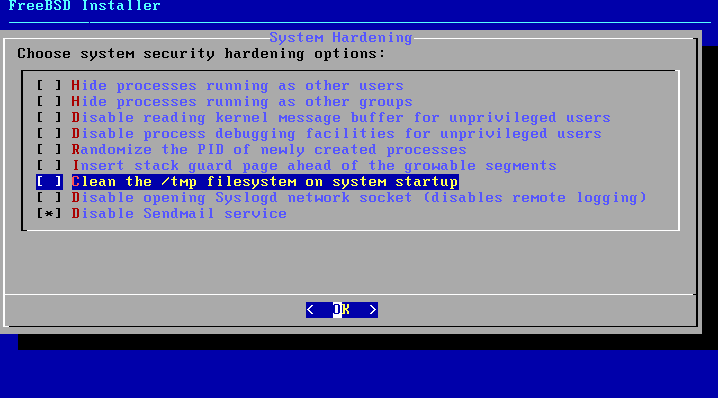 FreeBSD Installer
System Hardening
Choose system security hardening options:
[ ] Hide processes running as other users
[ ] Hide processes running as other groups
[ ] Disable reading kernel message buffer for unprivileged users
[ ] Disable process debugging facilities for unprivileged users
[ ] Randomize the PID of newly created processes
[ ] Insert stack guard page ahead of the growable segments
[ ] Clean the /tmp filesystem on system startup
[ ] Disable opening Syslogd network socket (disables remote logging)
[*] Disable Sendmail service
< OK >